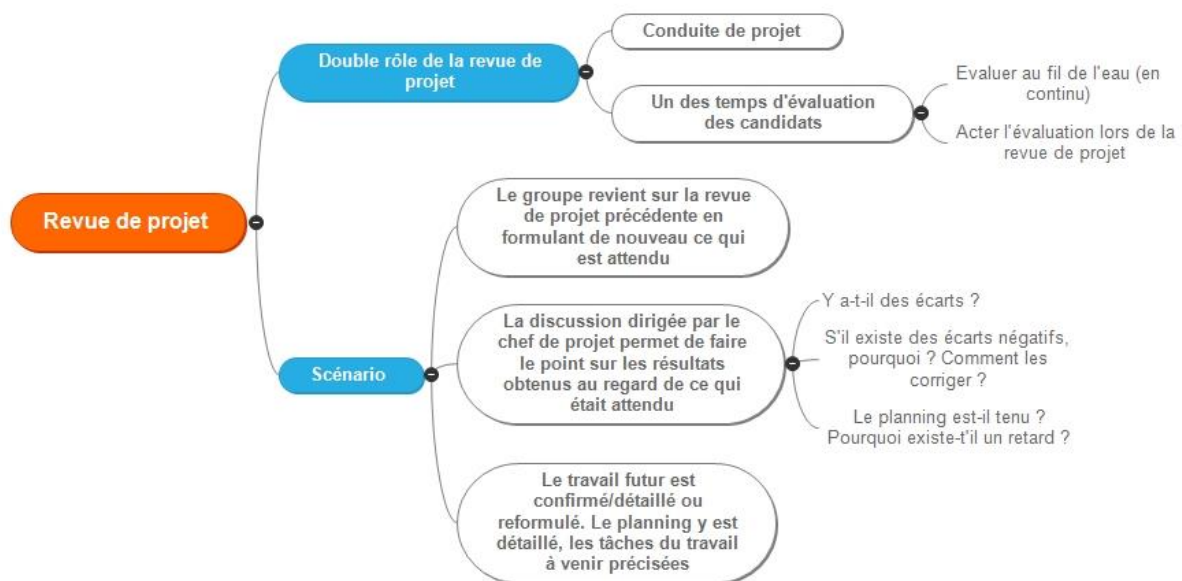 Revue de projet
Double rôle de la revue de
projet
Conduite de projet
Un des temps d'évaluation
des candidats
Evaluer au fil de l'eau (en
continu)
Acter l'évaluation lors de la
revue de projet
Scénario
Le groupe revient sur la revue
de projet précédente en
formulant de nouveau ce qui
est attendu
La discussion dirigée par le
chef de projet permet de faire
le point sur les résultats
obtenus au regard de ce qui
était attendu
Y a-t-il des écarts ?
S'il existe des écarts négatifs,
pourquoi ? Comment les
corriger ?
Le planning est-il tenu ?
Pourquoi existe-t'il un retard ?
Le travail futur est
confirmé/détaillé ou
reformulé. Le planning y est
détaillé, les tâches du travail
à venir précisées